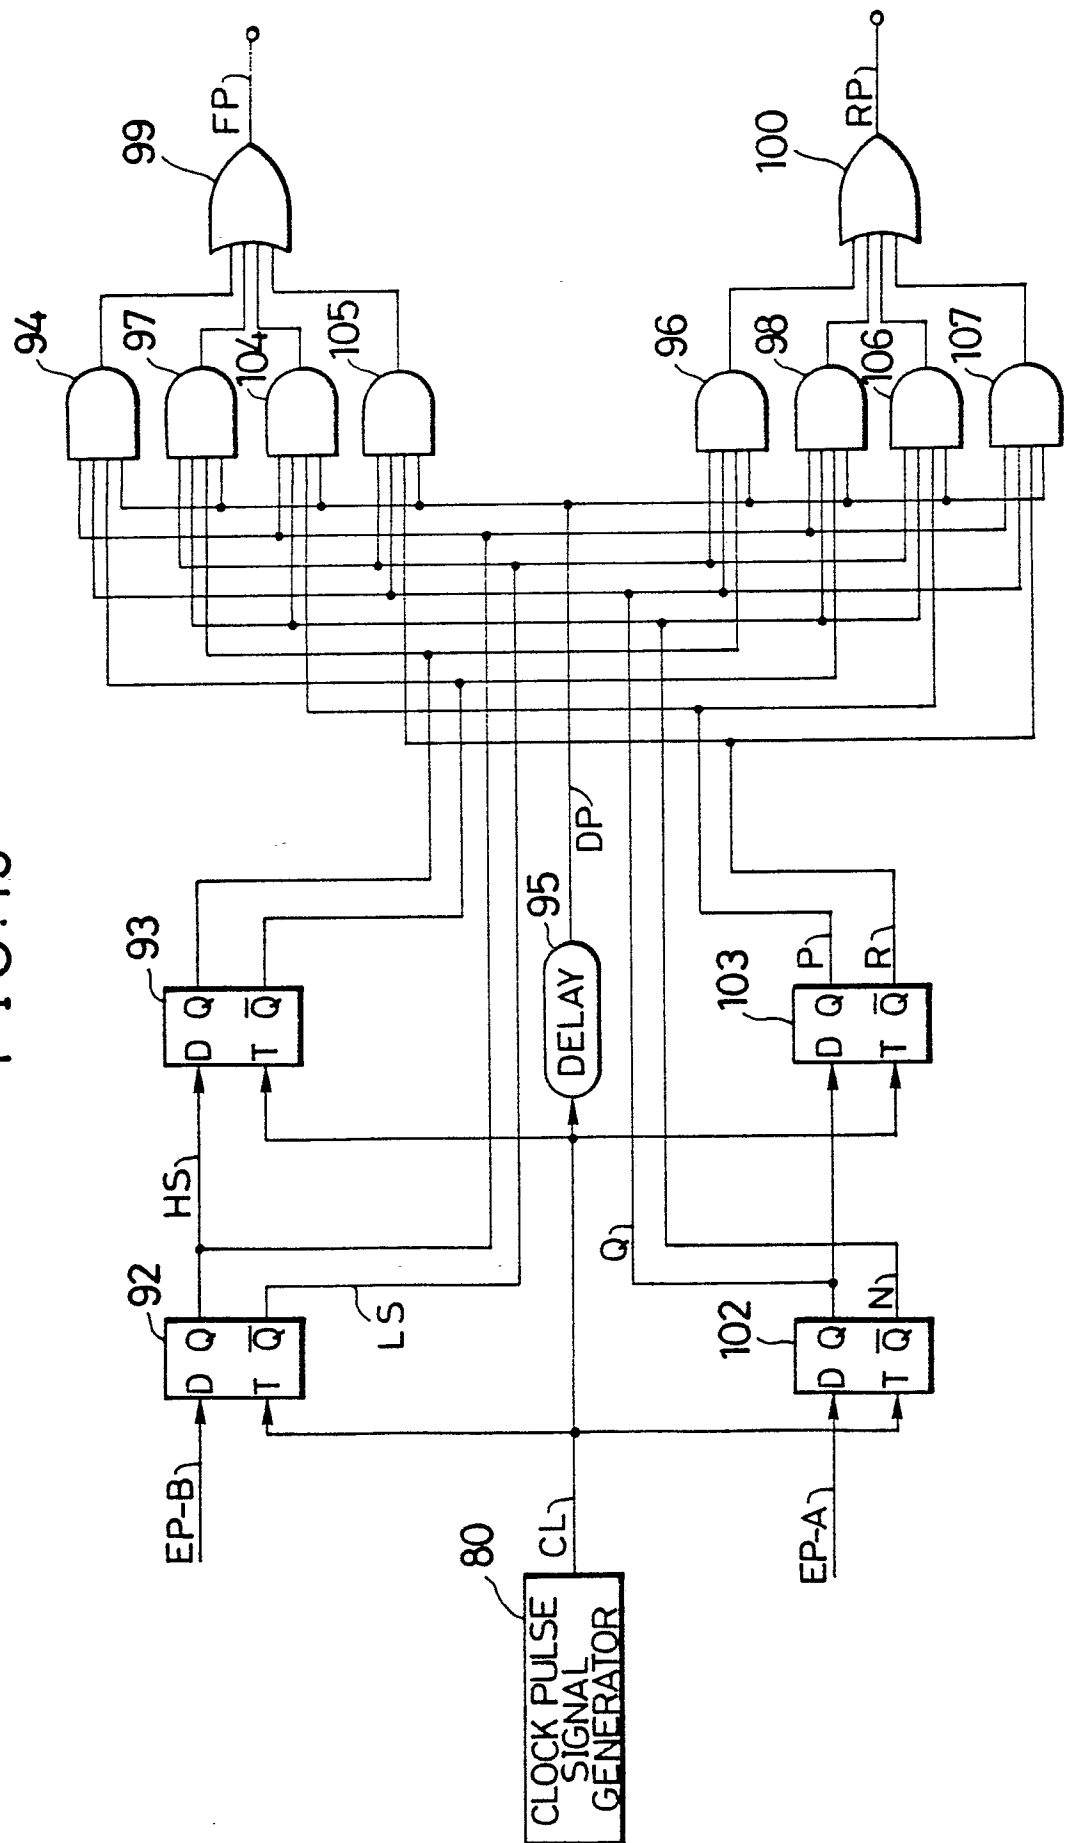 EP-B
92
D Q
T Q̅
HS
LS
93
D Q
T Q̅
94
97
104
105
99
FP
80
CLOCK PULSE
SIGNAL
GENERATOR
CL
95
DELAY
DP
EP-A
102
D Q
T Q̅
Q
N
103
D Q
T Q̅
P
R
96
98
106
107
100
RP